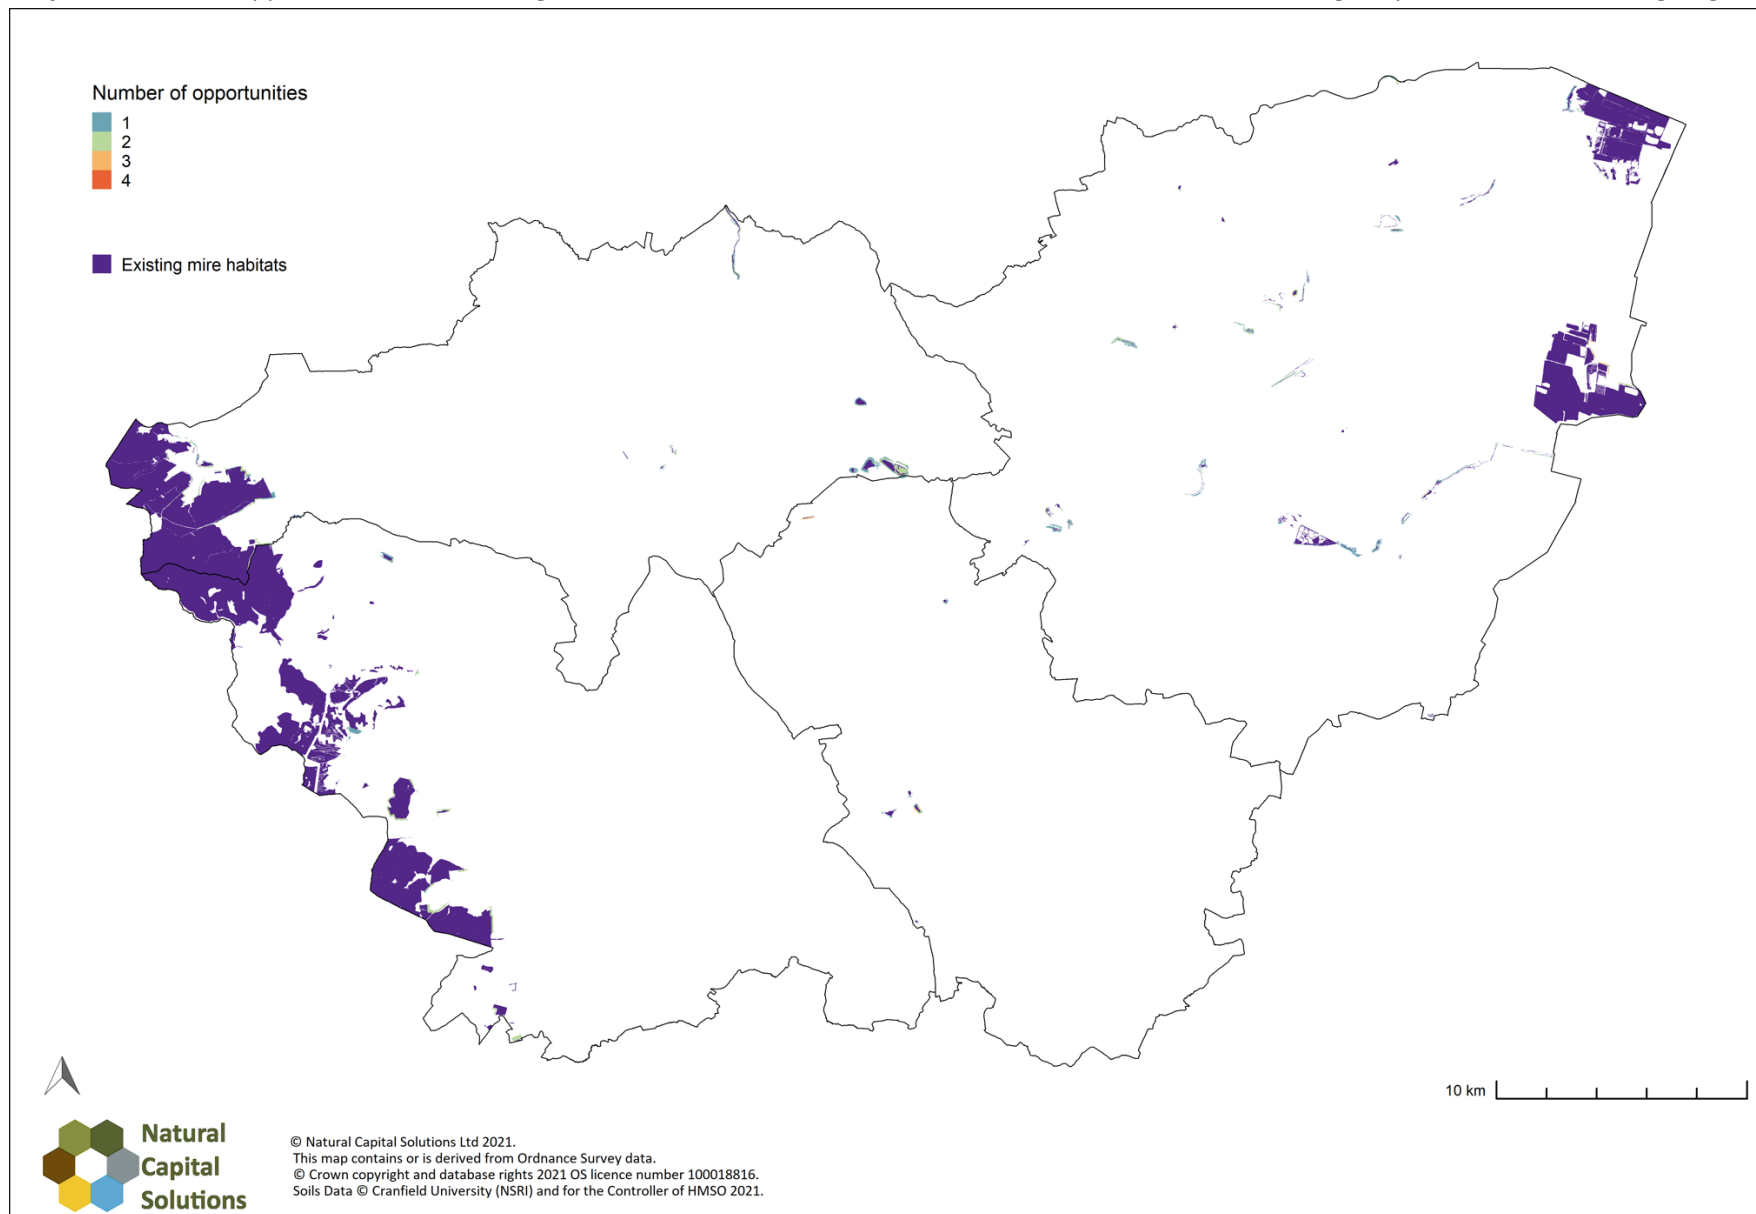 Number of opportunities
1
2
3
4
Existing mire habitats
10 km
Natural
Capital
Solutions
© Natural Capital Solutions Ltd 2021.
This map contains or is derived from Ordnance Survey data.
© Crown copyright and database rights 2021 OS licence number 100018816.
Soils Data © Cranfield University (NSRI) and for the Controller of HMSO 2021.